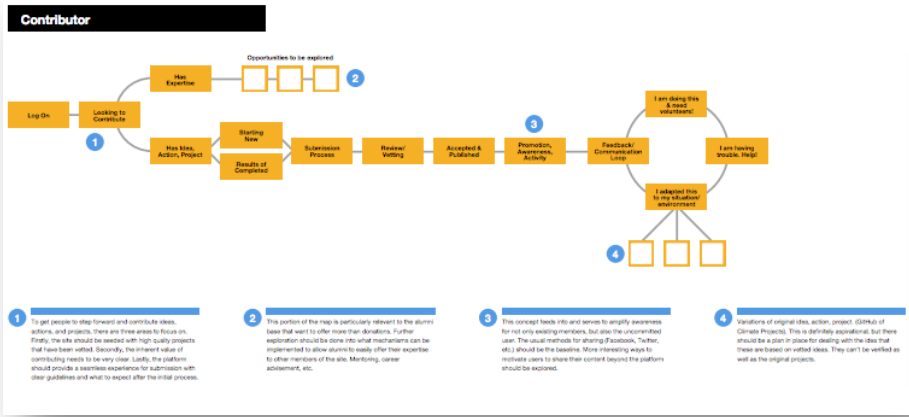 Contributor
Opportunities to be explored
Has
Expertise
2
Log On
Looking to
Contribute
1
Has Idea,
Action, Project
Starting
New
Results of
Completed
Submission
Process
Review/
Vetting
Accepted &
Published
3
Promotion,
Awareness,
Activity
Feedback/
Communication
Loop
I am doing this
& need
volunteers!
I am having
trouble. Help!
I adapted this
to my situation/
environment
4
1
To get people to step forward and contribute ideas,
actions, and projects, there are three areas to focus on.
Firstly, the site should be seeded with high quality projects
that have been vetted. Secondly, the inherent value of
contributing needs to be very clear. Lastly, the platform
should provide a seamless experience for submission with
clear guidelines and what to expect after the initial process.
2
This portion of the map is particularly relevant to the alumni
base that want to offer more than donations. Further
exploration should be done into what mechanisms can be
implemented to allow alumni to easily offer their expertise
to other members of the site. Mentoring, career
advisement, etc.
3
This concept feeds into and serves to amplify awareness
for not only existing members, but also the uncommitted
user. The usual methods for sharing (Facebook, Twitter,
etc.) should be the baseline. More interesting ways to
motivate users to share their content beyond the platform
should be explored.
4
Variations of original idea, action, project. (GitHub of
Climate Projects). This is definitely aspirational, but there
should be a plan in place for dealing with the idea that
these are based on vetted ideas. They can't be verified as
well as the original projects.